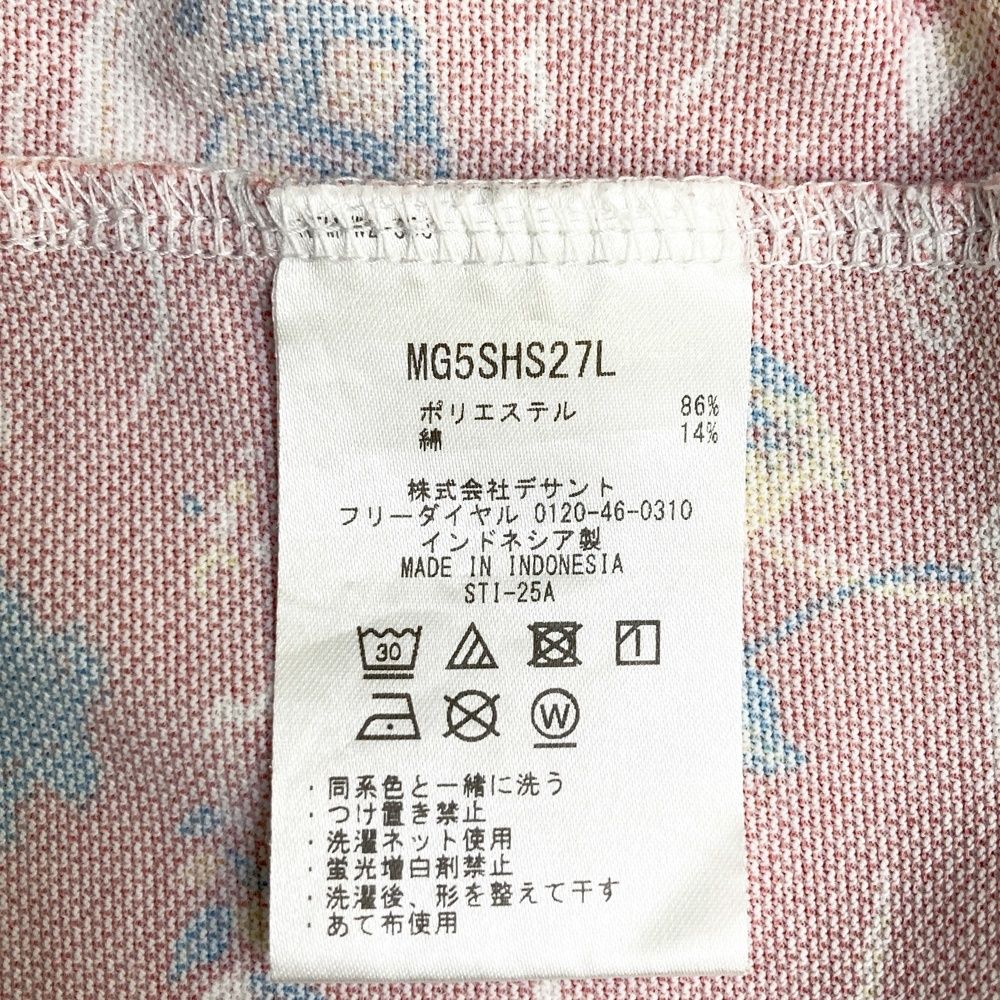 MG5SHS27L
ポリエステル 86%
綿 14%
株式会社デサント
フリーダイヤル 0120-46-0310
インドネシア製
MADE IN INDONESIA
STI-25A
30
1
W
・同系色と一緒に洗う
・つけ置き禁止
・洗濯ネット使用
・蛍光増白剤禁止
・洗濯後、形を整えて干す
・あて布使用